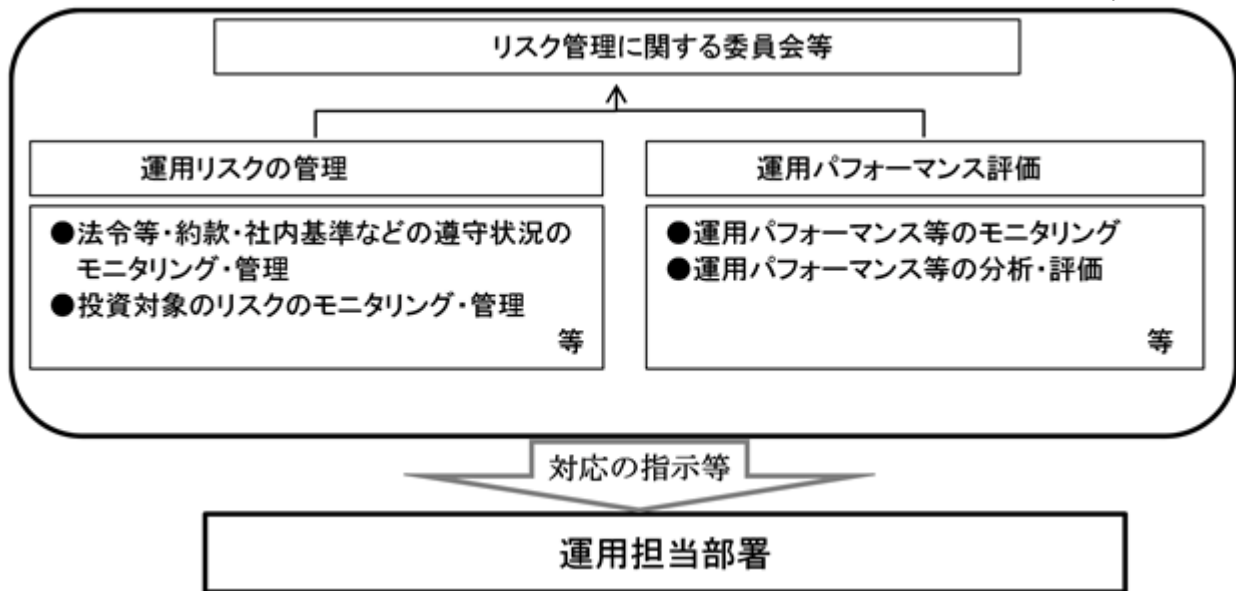 リスク管理に関する委員会等
運用リスクの管理
運用パフォーマンス評価
●法令等・約款・社内基準などの遵守状況の
モニタリング・管理
●投資対象のリスクのモニタリング・管理
等
●運用パフォーマンス等のモニタリング
●運用パフォーマンス等の分析・評価
等
対応の指示等
運用担当部署